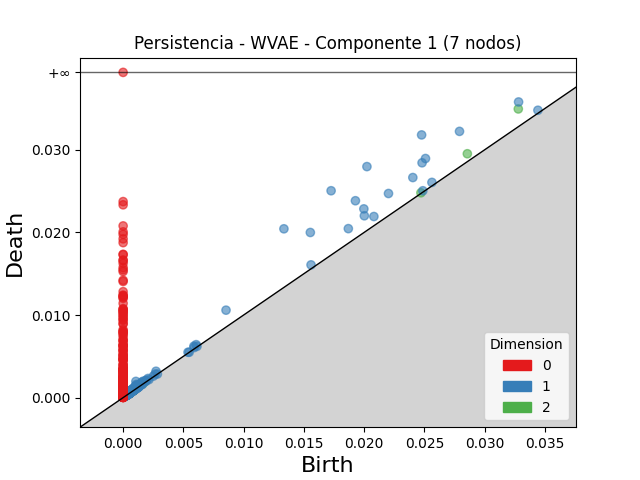 Persistencia - WVAE - Componente 1 (7 nodos)
+∞
0.030
0.020
0.010
0.000
Death
0.000 0.005 0.010 0.015 0.020 0.025 0.030 0.035
Birth
Dimension
0
1
2